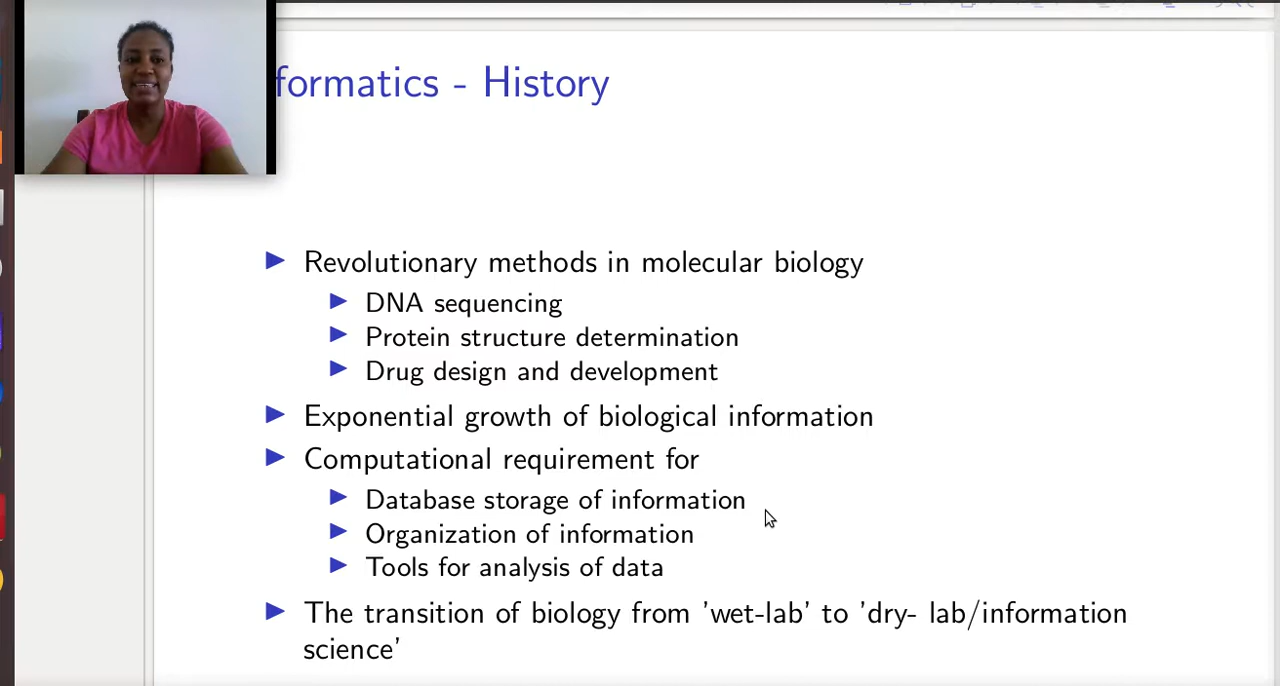 formatics - History
Revolutionary methods in molecular biology
DNA sequencing
Protein structure determination
Drug design and development
Exponential growth of biological information
Computational requirement for
Database storage of information
Organization of information
Tools for analysis of data
The transition of biology from 'wet-lab' to 'dry- lab/information
science'